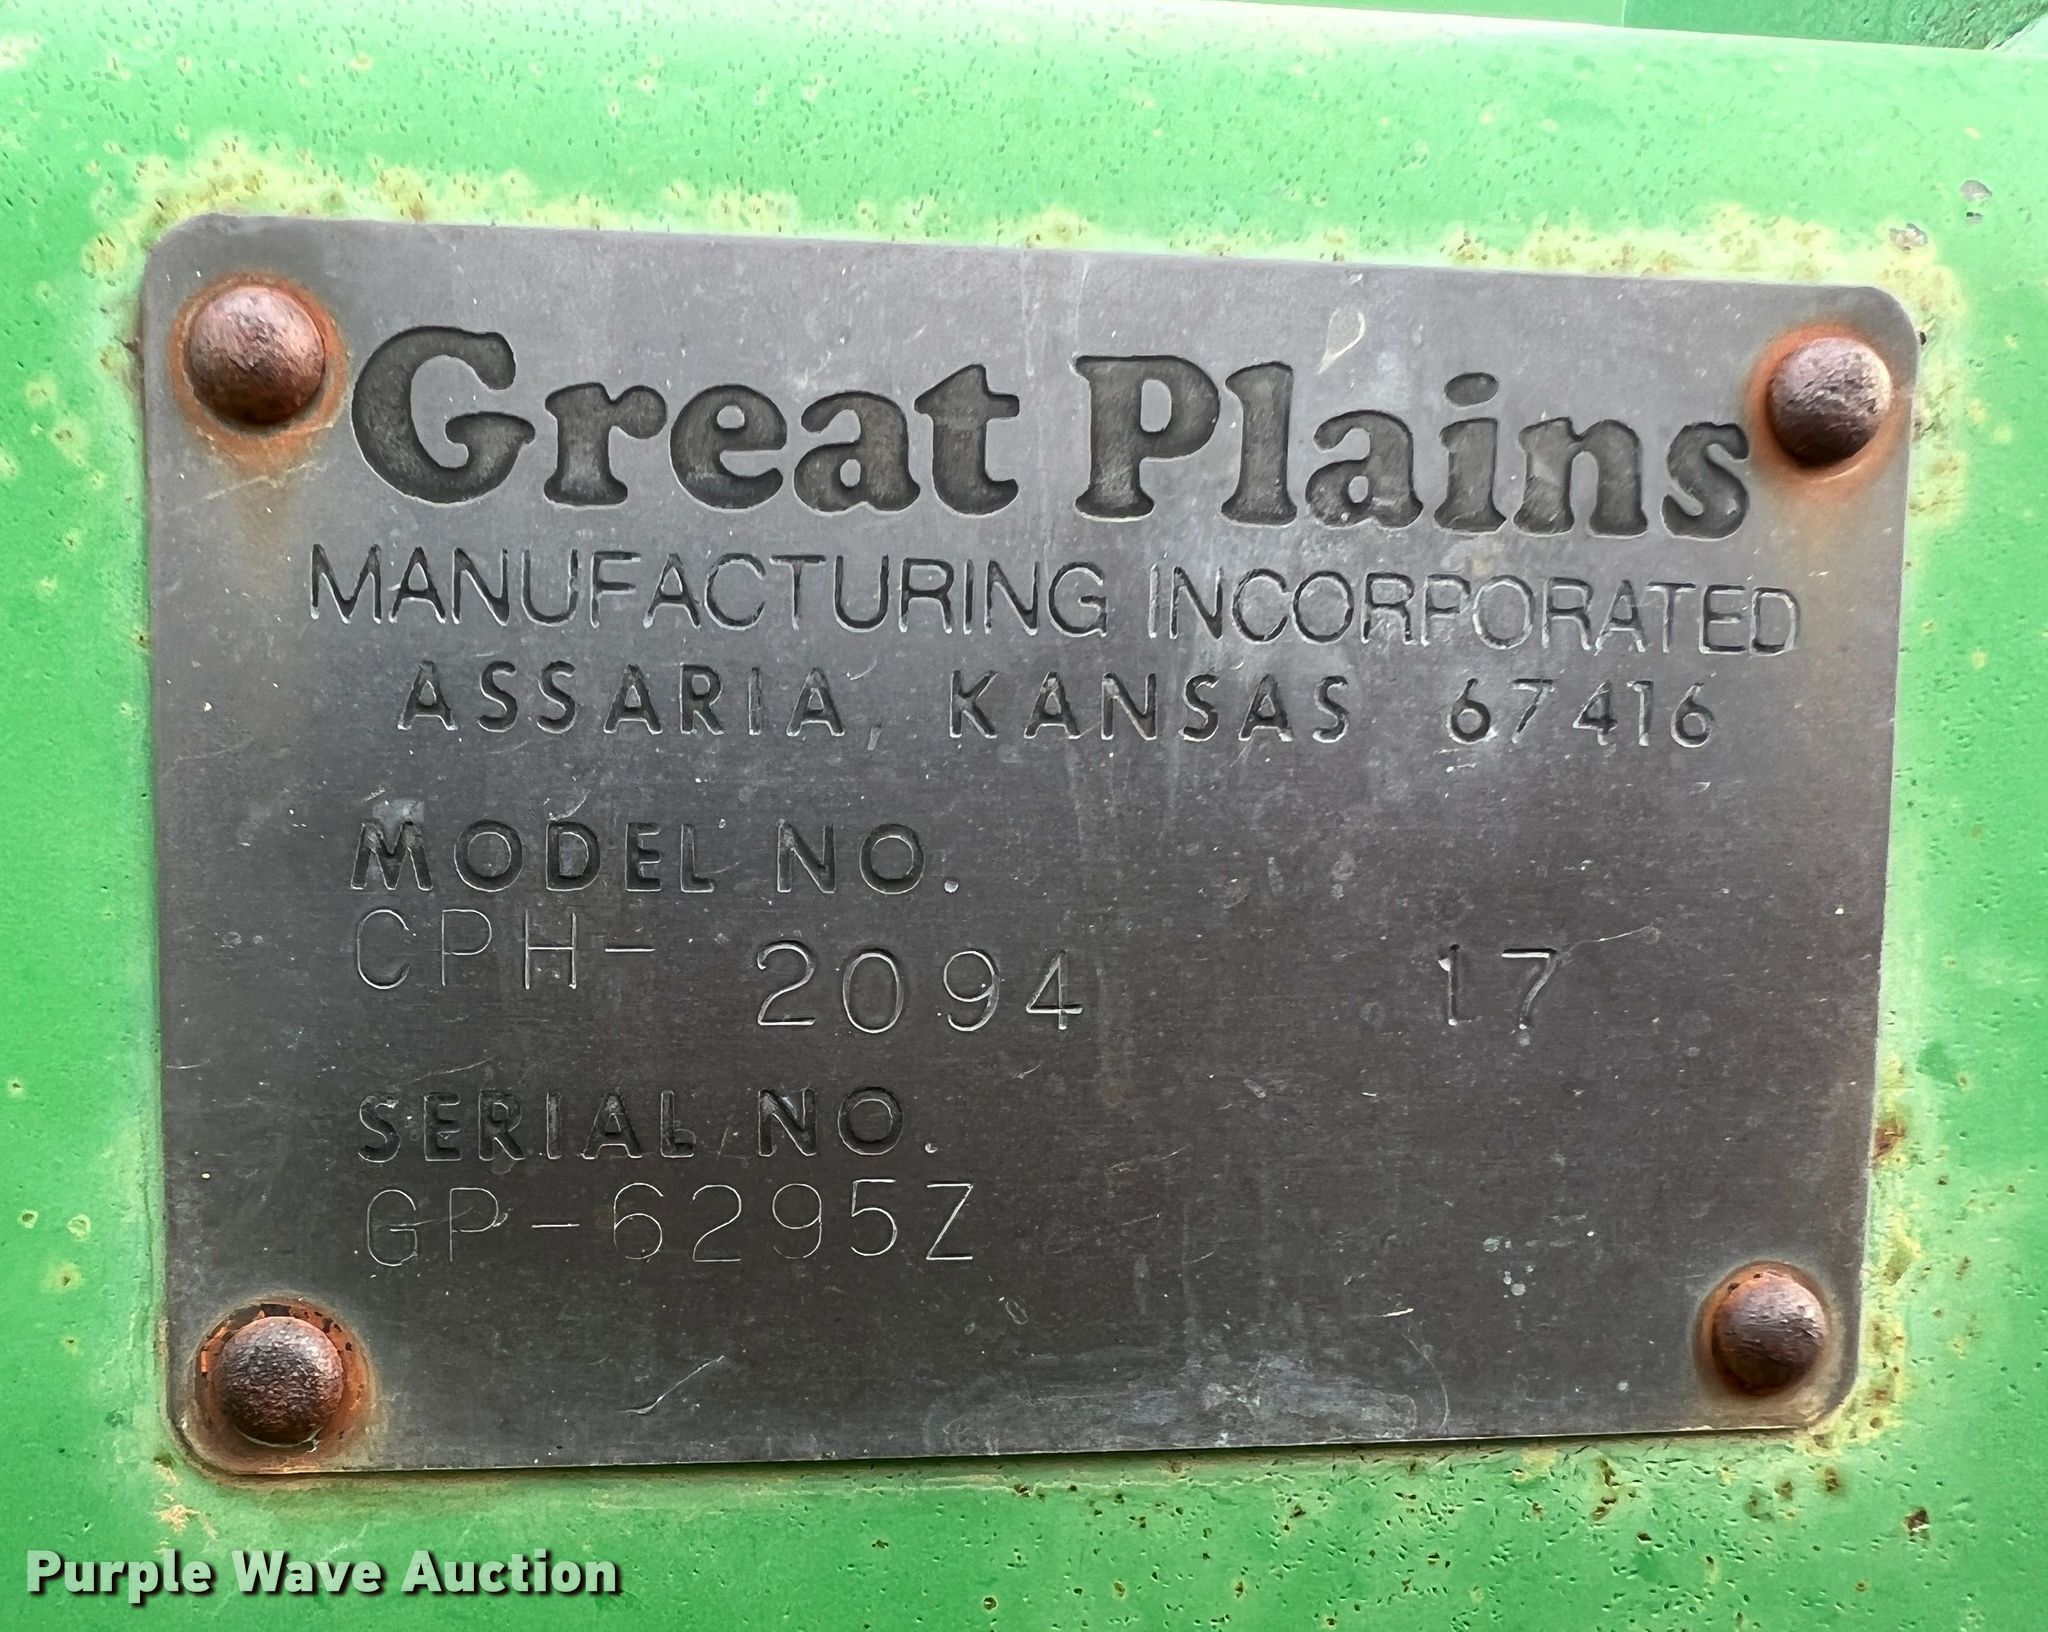 Great Plains
MANUFACTURING INCORPORATED
ASSARIA, KANSAS 67416
MODEL NO.
CPH- 2094 17
SERIAL NO.
GP-6295Z
Purple Wave Auction